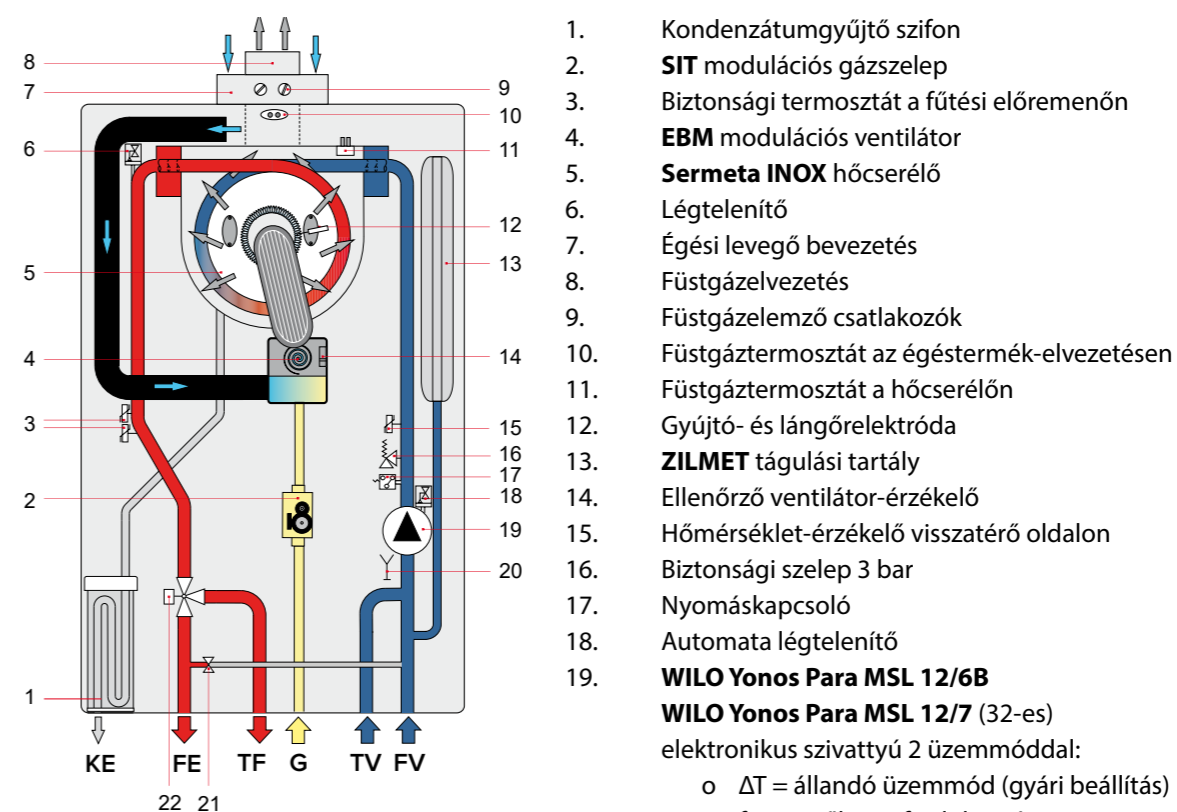 8
7
6
5
4
3
2
1
9
10
11
12
13
14
15
16
17
18
19
20
KE
FE
TF
G
TV
FV
22
21
1. Kondenzátumgyűjtő szifon
2. SIT modulációs gázszelep
3. Biztonsági termosztát a fűtési előremenőn
4. EBM modulációs ventilátor
5. Sermeta INOX hőcserélő
6. Légtelenítő
7. Égési levegő bevezetés
8. Füstgázelvezetés
9. Füstgázelemző csatlakozók
10. Füstgáztermosztát az égéstermék-elvezetésen
11. Füstgáztermosztát a hőcserélőn
12. Gyújtó- és lángőrelektróda
13. ZILMET tágulási tartály
14. Ellenőrző ventilátor-érzékelő
15. Hőmérséklet-érzékelő visszatérő oldalon
16. Biztonsági szelep 3 bar
17. Nyomáskapcsoló
18. Automata légtelenítő
19. WILO Yonos Para MSL 12/6B
WILO Yonos Para MSL 12/7 (32-es)
elektronikus szivattyú 2 üzemmóddal:
o ΔT = állandó üzemmód (gyári beállítás)